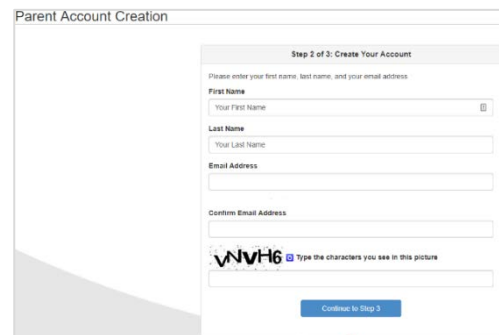 Parent Account Creation
Step 2 of 3: Create Your Account
Please enter your first name, last name, and your email address
First Name
Your First Name
Last Name
Your Last Name
Email Address
Confirm Email Address
vNVH6 Type the characters you see in this picture
Continue to Step 3